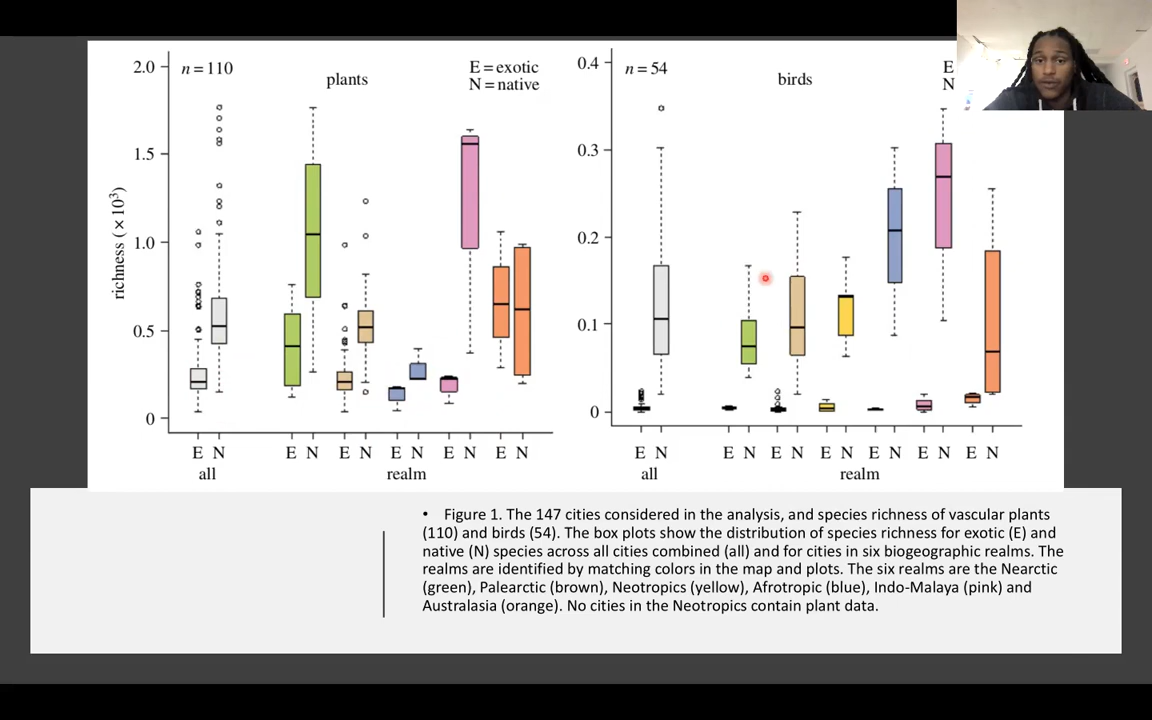 2.0
n = 110
plants
E = exotic
N = native
1.5
1.0
0.5
0
richness ( × 10³)
E N E N E N E N E N E N
all realm
0.4
n = 54
birds
E
N
0.3
0.2
0.1
0
E N E N E N E N E N E N E N
all realm
• Figure 1. The 147 cities considered in the analysis, and species richness of vascular plants
(110) and birds (54). The box plots show the distribution of species richness for exotic (E) and
native (N) species across all cities combined (all) and for cities in six biogeographic realms. The
realms are identified by matching colors in the map and plots. The six realms are the Nearctic
(green), Palearctic (brown), Neotropics (yellow), Afrotropic (blue), Indo-Malaya (pink) and
Australasia (orange). No cities in the Neotropics contain plant data.